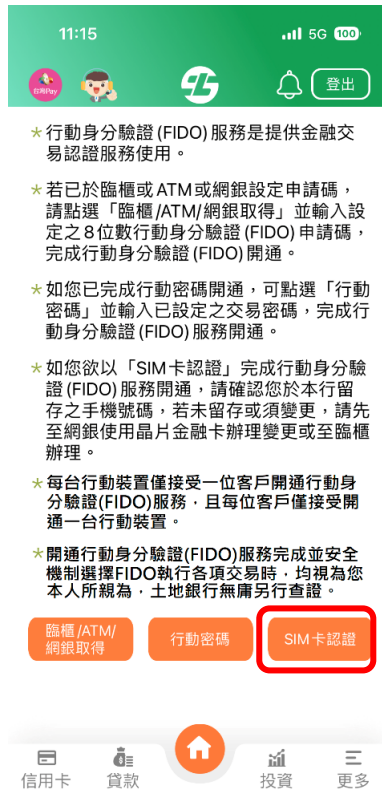 11:15 5G 100
台灣Pay 登出
*行動身分驗證(FIDO)服務是提供金融交
易認證服務使用。
*若已於臨櫃或ATM或網銀設定申請碼，
請點選「臨櫃/ATM/網銀取得」並輸入設
定之8位數行動身分驗證(FIDO)申請碼，
完成行動身分驗證(FIDO)開通。
*如您已完成行動密碼開通，可點選「行動
密碼」並輸入已設定之交易密碼，完成行
動身分驗證(FIDO)服務開通。
*如您欲以「SIM卡認證」完成行動身分驗
證(FIDO)服務開通，請確認您於本行留
存之手機號碼，若未留存或須變更，請先
至網銀使用晶片金融卡辦理變更或至臨櫃
辦理。
*每台行動裝置僅接受一位客戶開通行動身
分驗證(FIDO)服務，且每位客戶僅接受開
通一台行動裝置。
*開通行動身分驗證(FIDO)服務完成並安全
機制選擇FIDO執行各項交易時，均視為您
本人所親為，土地銀行無庸另行查證。
臨櫃/ATM/
網銀取得
行動密碼
SIM卡認證
信用卡 貸款 投資 更多